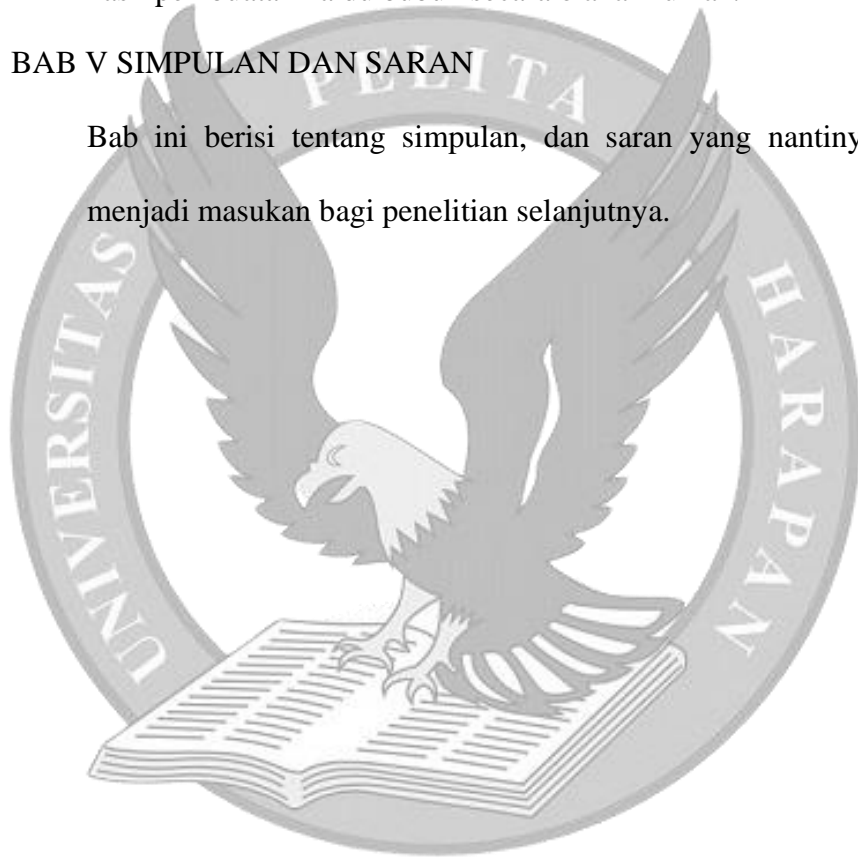 BAB V SIMPULAN DAN SARAN
PELITA
Bab ini berisi tentang simpulan, dan saran yang
menjadi masukan bagi penelitian selanjutnya.
UNIVERSITAS
HARAPAN